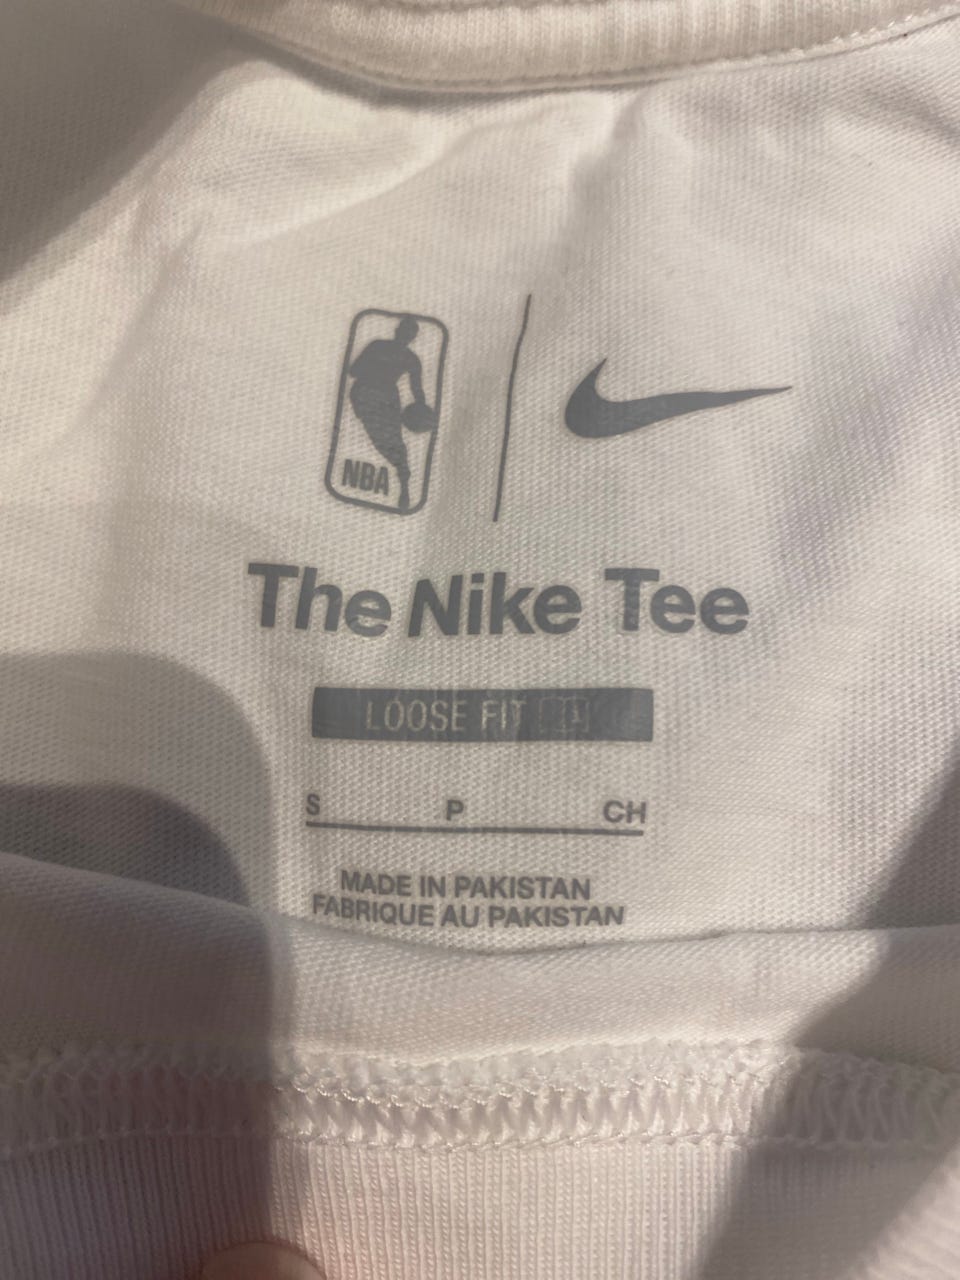 NBA
The Nike Tee
LOOSE FIT
S P CH
MADE IN PAKISTAN
FABRIQUE AU PAKISTAN